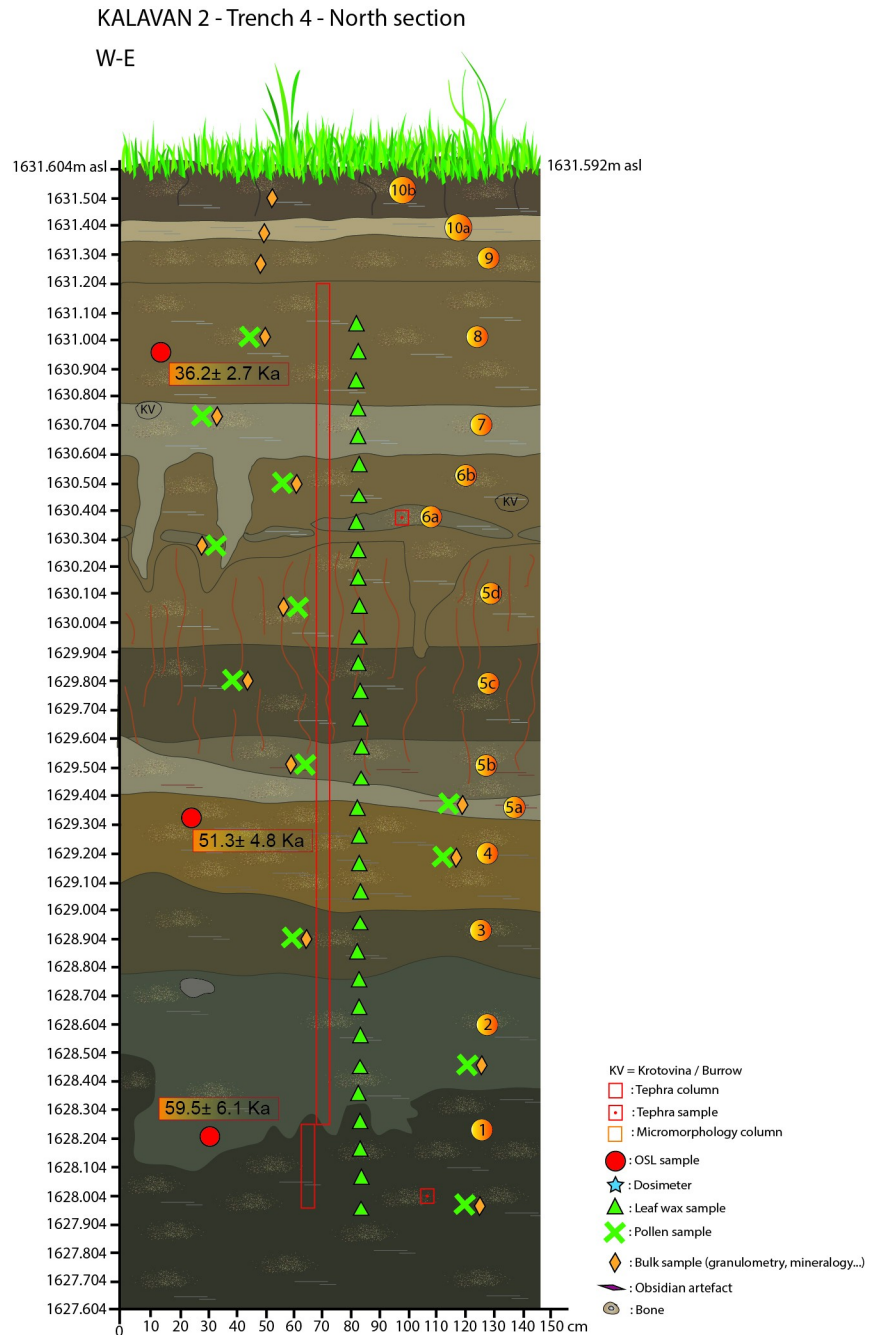 KALAVAN 2 - Trench 4 - North section
W-E
1631.604m asl
1631.592m asl
10b
1631.504
1631.404
10a
1631.304
9
1631.204
1631.104
1631.004
8
36.2± 2.7 Ka
1630.904
1630.804
KV
1630.704
7
1630.604
6b
1630.504
KV
1630.404
6a
1630.304
1630.204
1630.104
5d
1630.004
1629.904
1629.804
5c
1629.704
1629.604
1629.504
5b
1629.404
5a
1629.304
51.3± 4.8 Ka
1629.204
4
1629.104
1629.004
3
1628.904
1628.804
1628.704
1628.604
2
1628.504
1628.404
1628.304
59.5± 6.1 Ka
1
1628.204
1628.104
1628.004
1627.904
1627.804
1627.704
1627.604
0 10 20 30 40 50 60 70 80 90 100 110 120 130 140 150 cm
KV = Krotovina / Burrow
: Tephra column
: Tephra sample
: Micromorphology column
: OSL sample
: Dosimeter
: Leaf wax sample
: Pollen sample
: Bulk sample (granulometry, mineralogy...)
: Obsidian artefact
: Bone